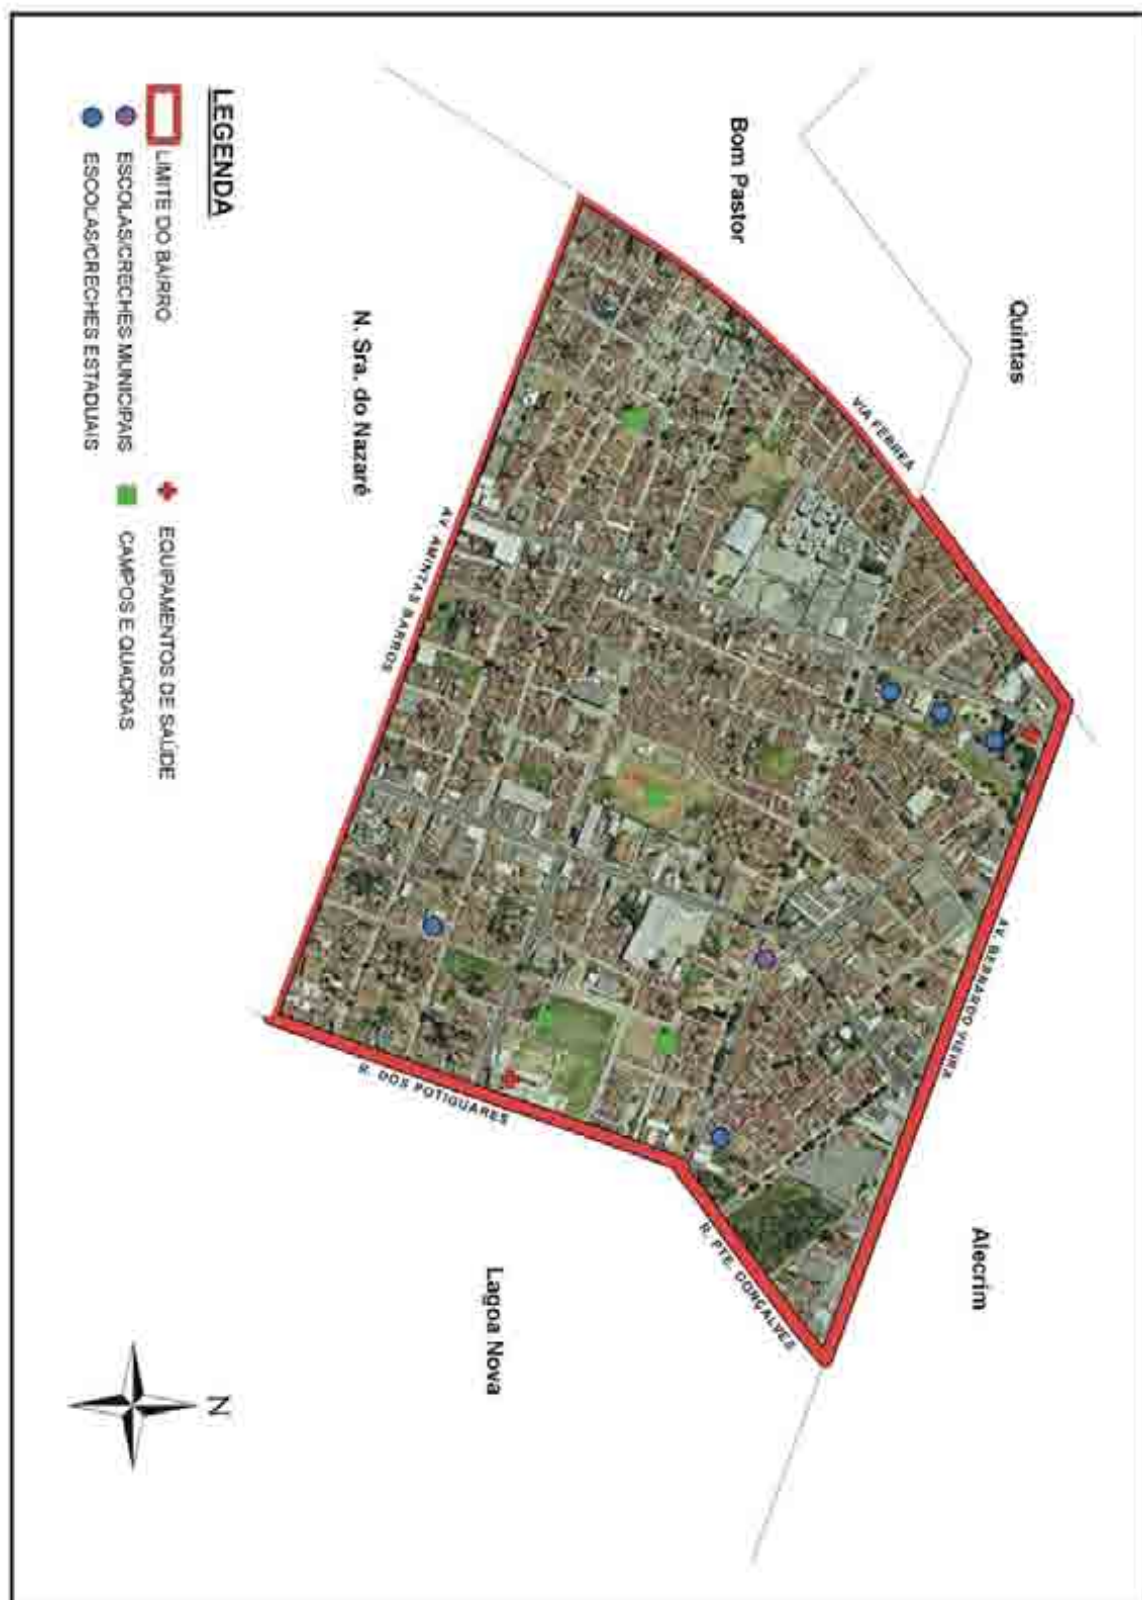 Quintas
Bom Pastor
Alecrim
VIA FERREA
AV. BERNARDO VIEIRA
N. Sra. do Nazaré
AV. AMINTAS BARROS
R. PTE. GONÇALVES
R. DOS POTIGUARES
Lagoa Nova
LEGENDA
LIMITE DO BAIRRO
ESCOLAS/CRECHES MUNICIPAIS
ESCOLAS/CRECHES ESTADUAIS
EQUIPAMENTOS DE SAÚDE
CAMPOS E QUADRAS
N